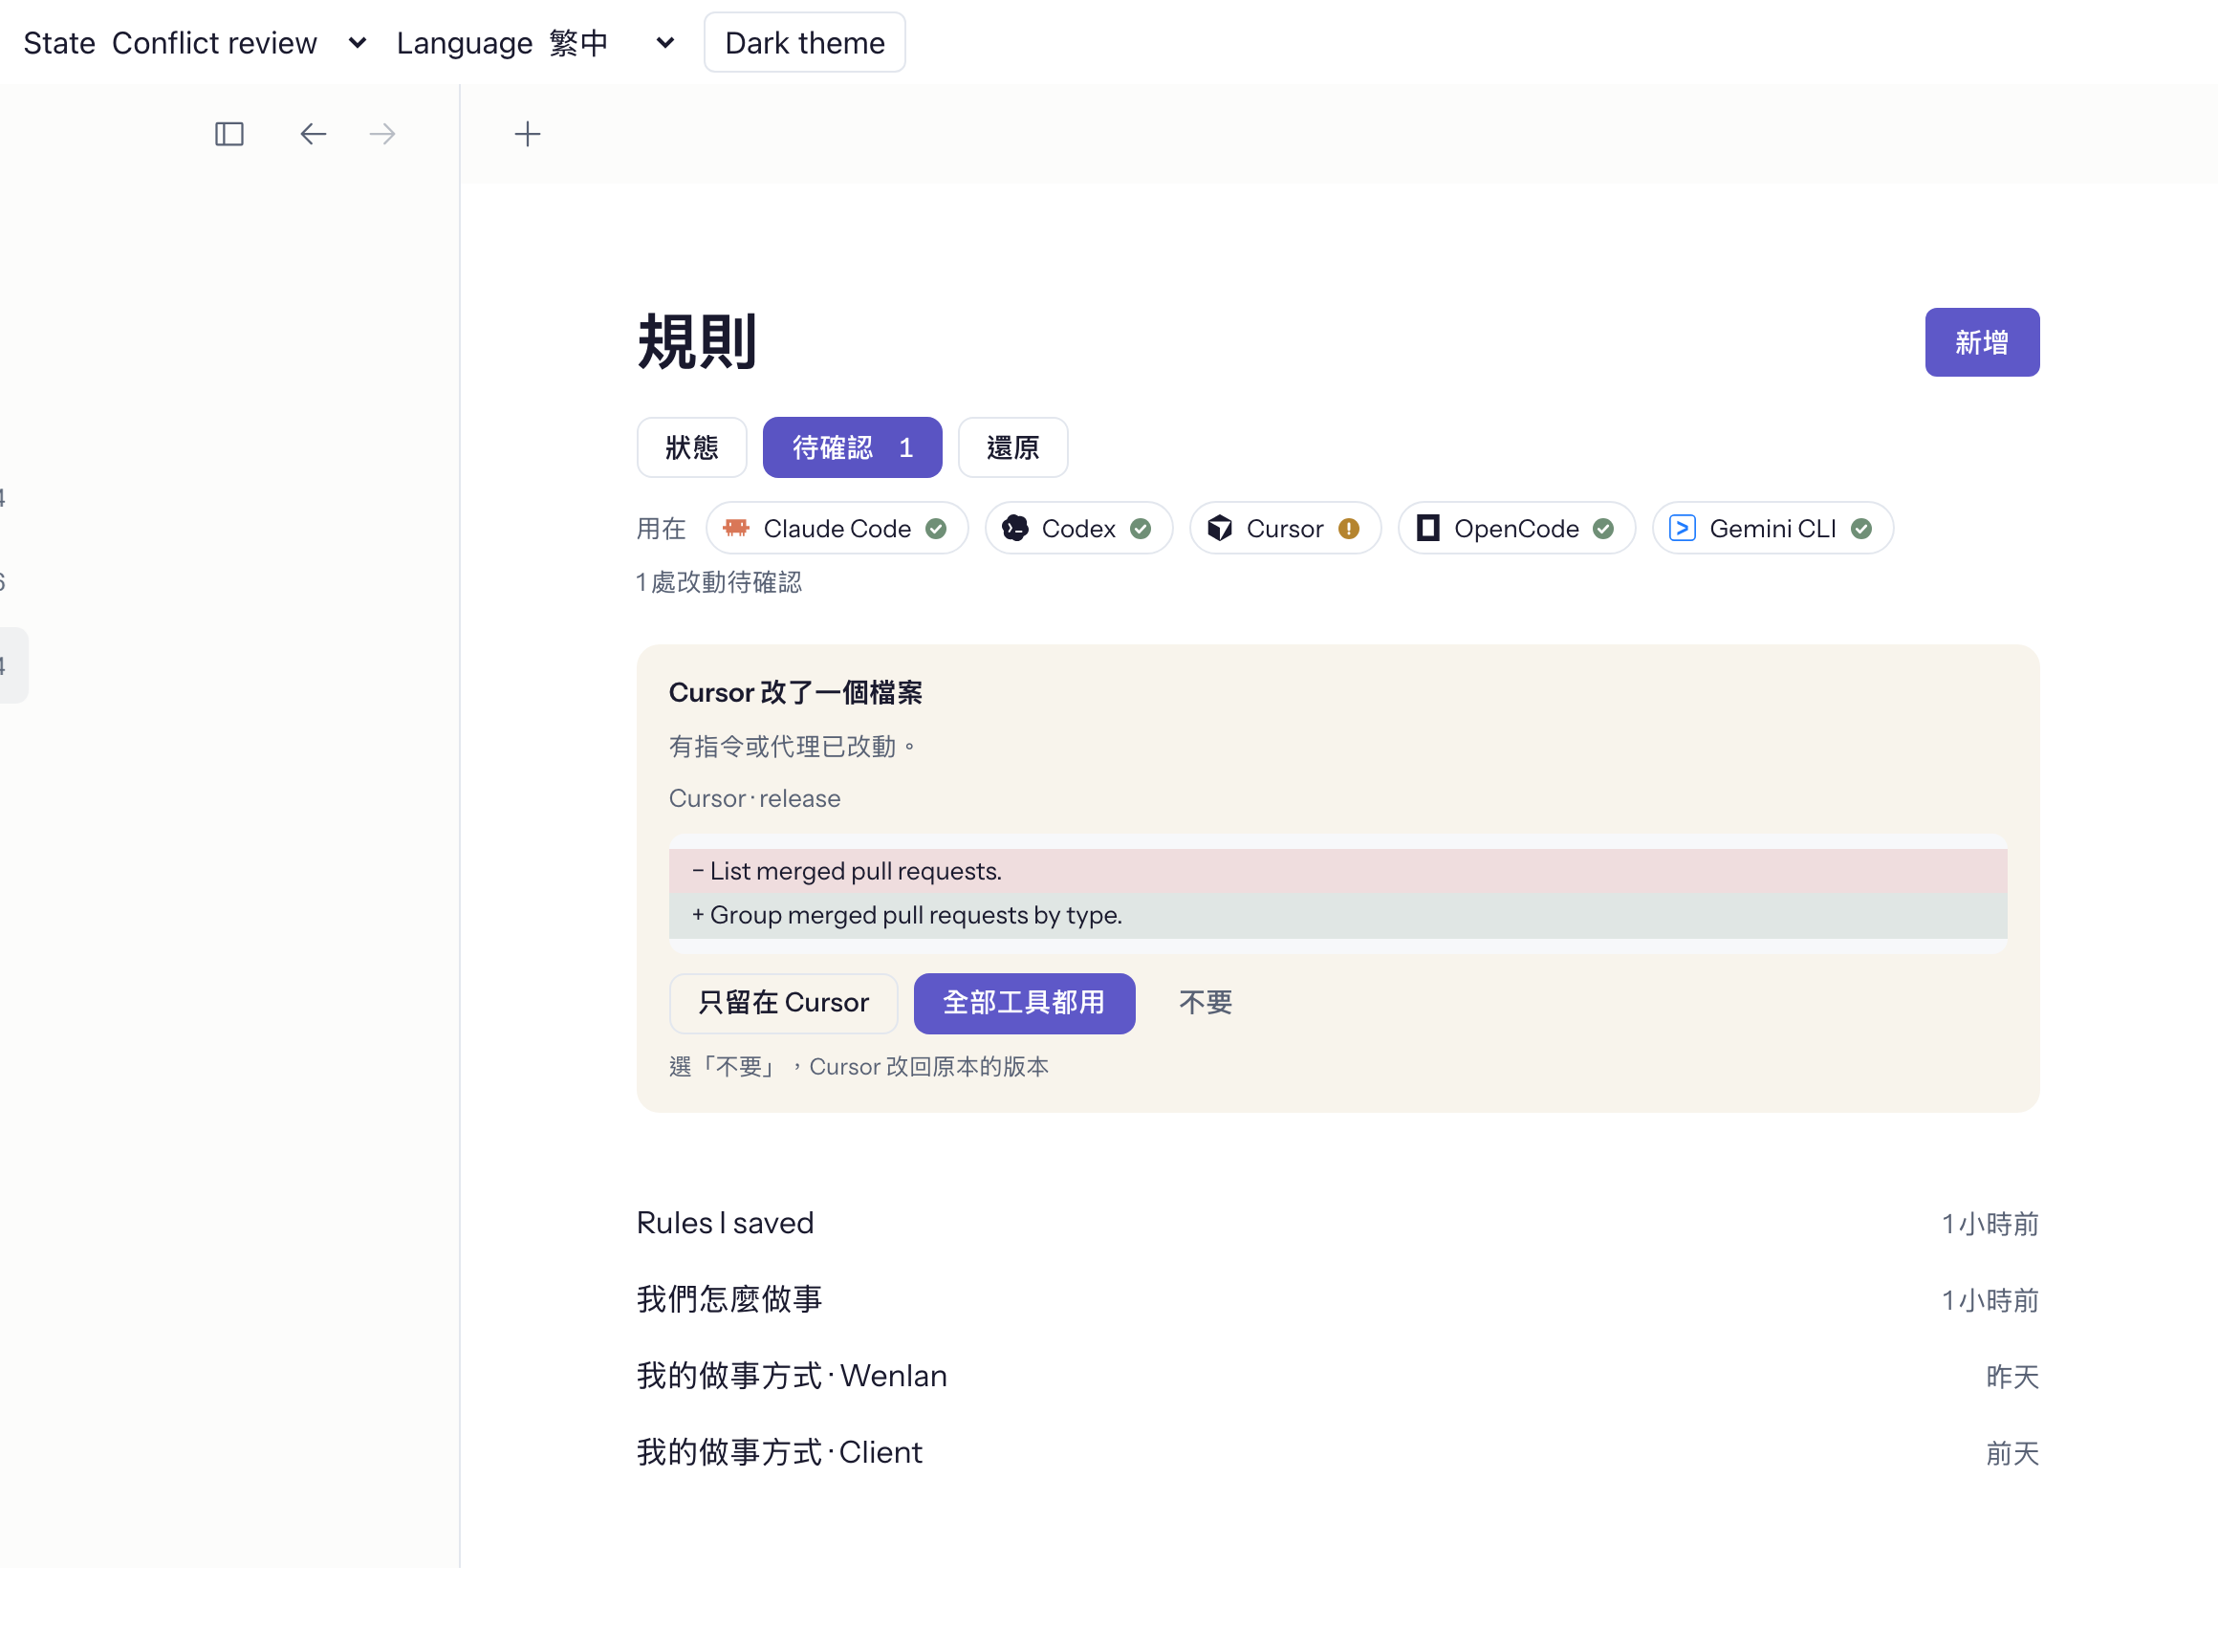 State Conflict review Language 繁中 Dark theme
規則
新增
狀態 待確認 1 還原
用在 Claude Code Codex Cursor OpenCode Gemini CLI
1 處改動待確認
Cursor 改了一個檔案
有指令或代理已改動。
Cursor · release
− List merged pull requests.
+ Group merged pull requests by type.
只留在 Cursor 全部工具都用 不要
選「不要」，Cursor 改回原本的版本
Rules I saved 1 小時前
我們怎麼做事 1 小時前
我的做事方式 · Wenlan 昨天
我的做事方式 · Client 前天